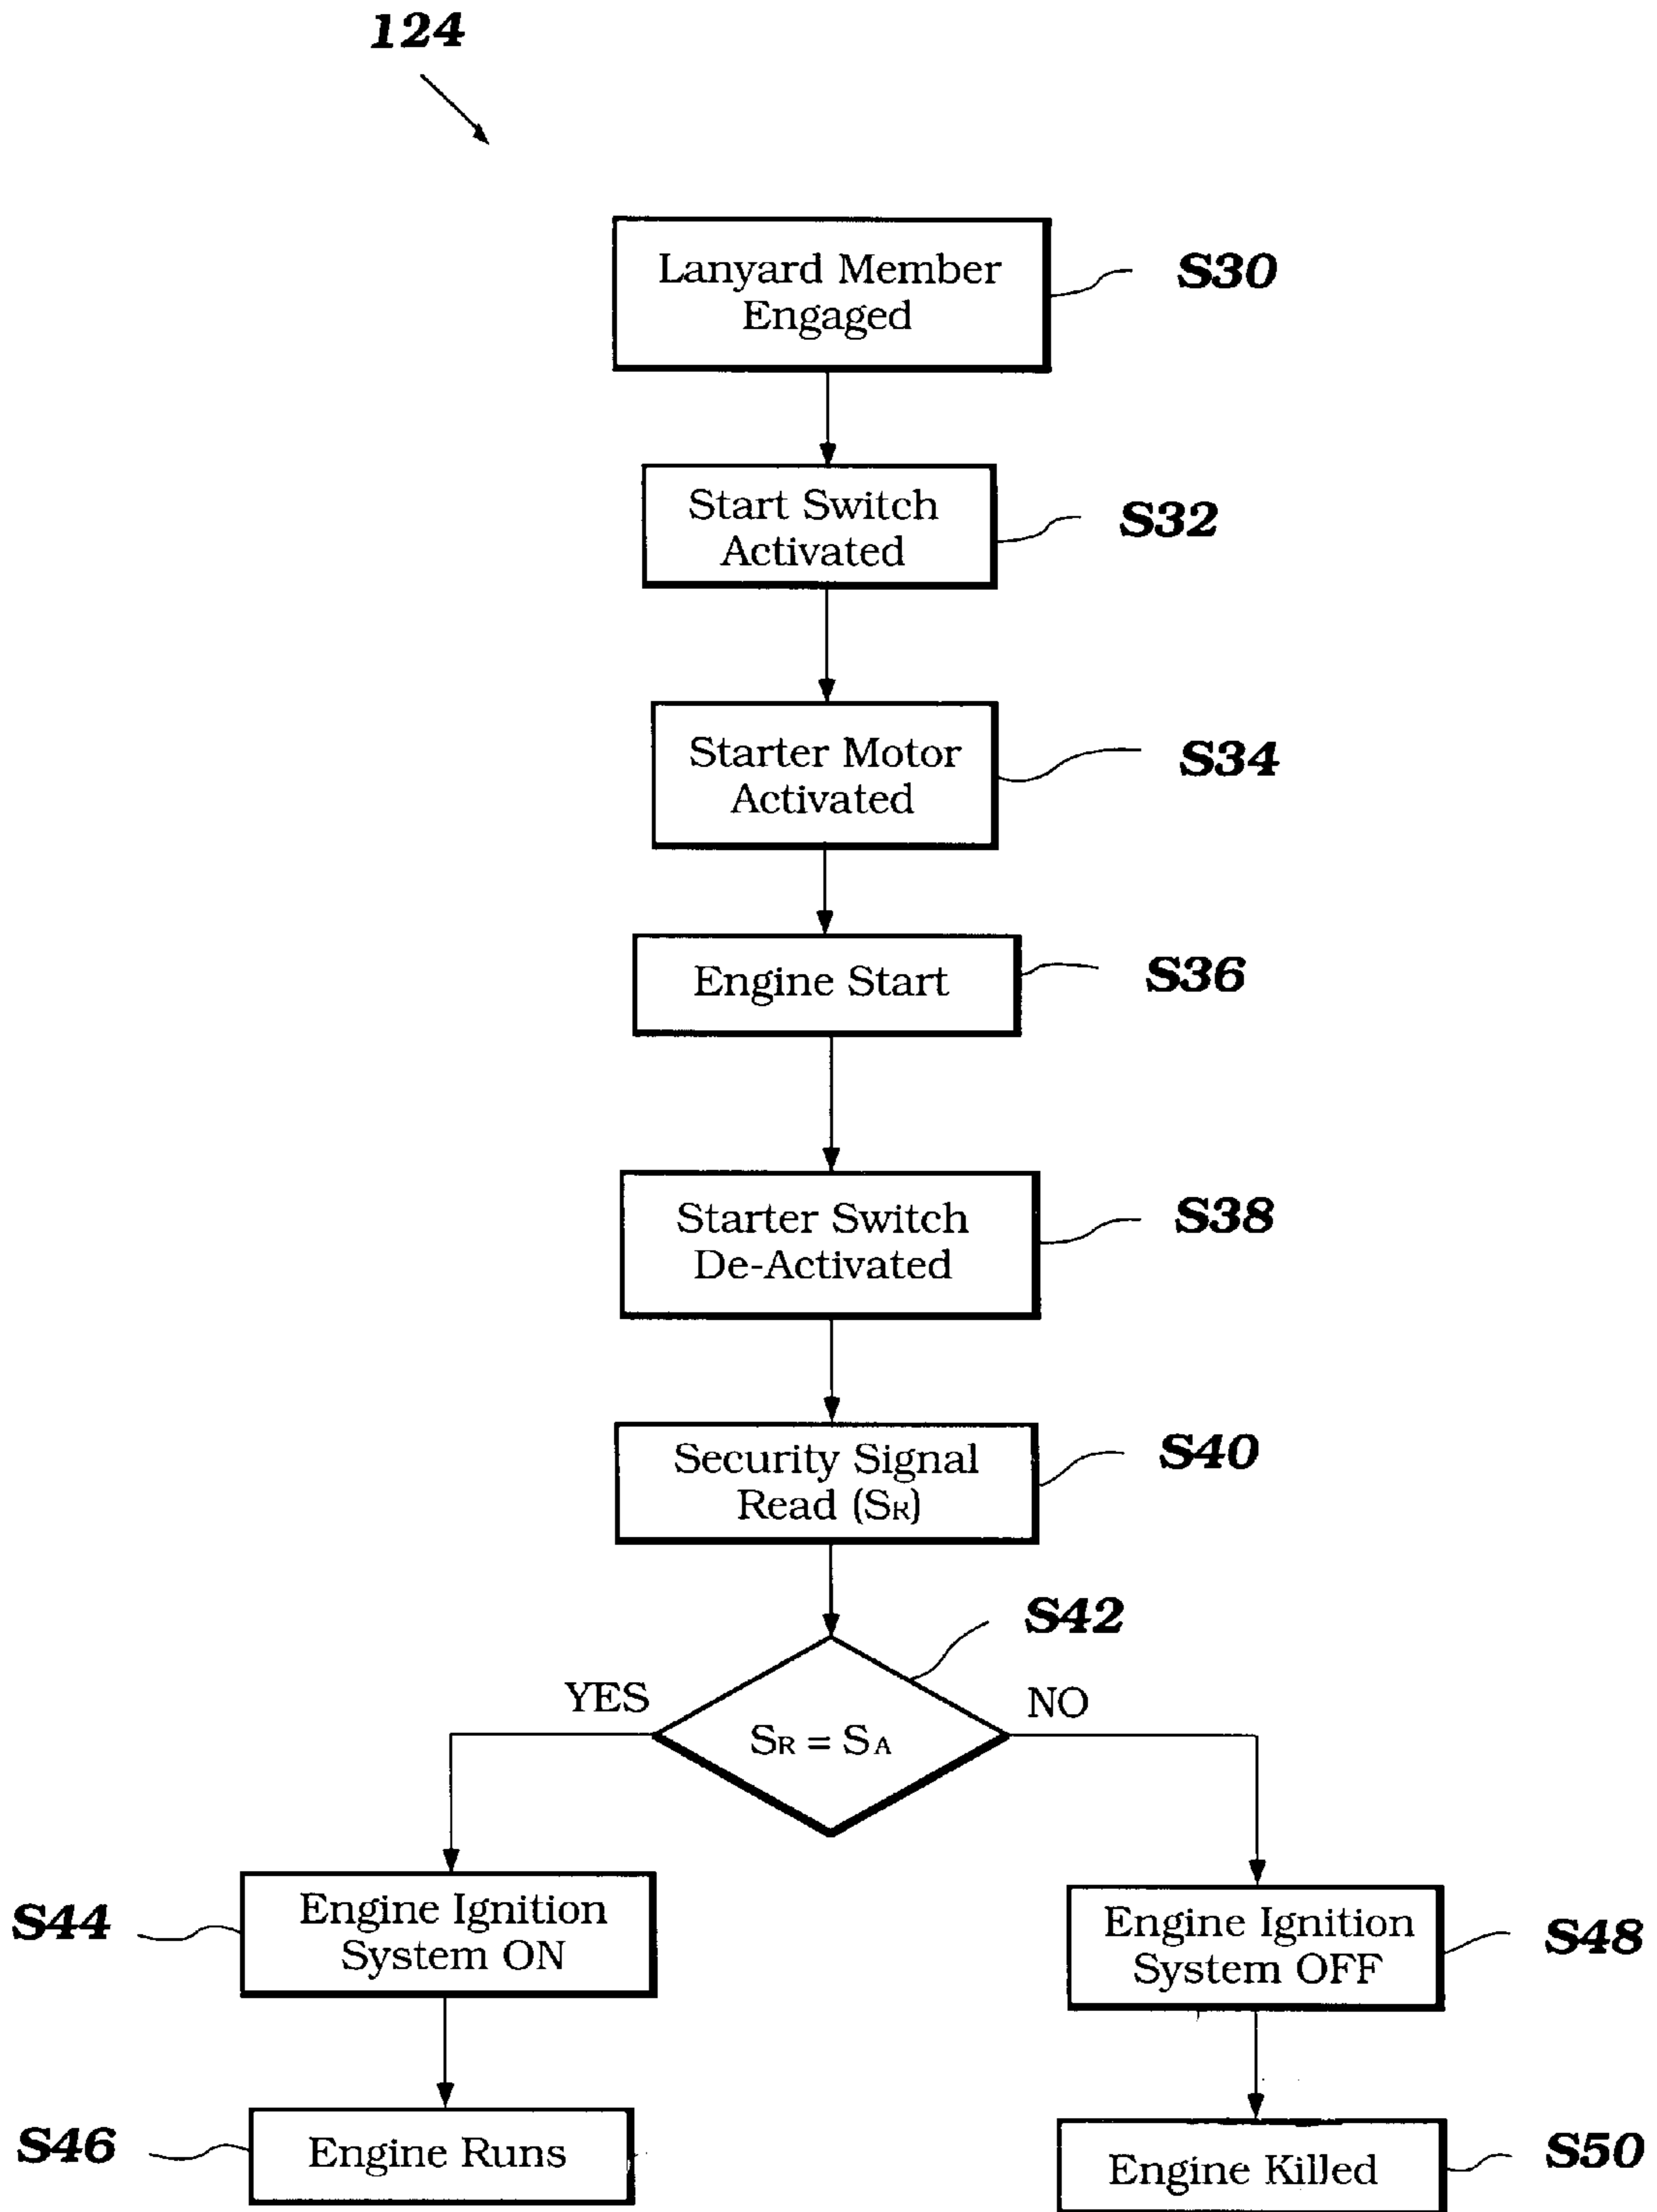 124
Lanyard Member
Engaged
S30
Start Switch
Activated
S32
Starter Motor
Activated
S34
Engine Start
S36
Starter Switch
De-Activated
S38
Security Signal
Read (SR)
S40
S42
YES
NO
SR = SA
Engine Ignition
System ON
S44
Engine Ignition
System OFF
S48
Engine Runs
S46
Engine Killed
S50